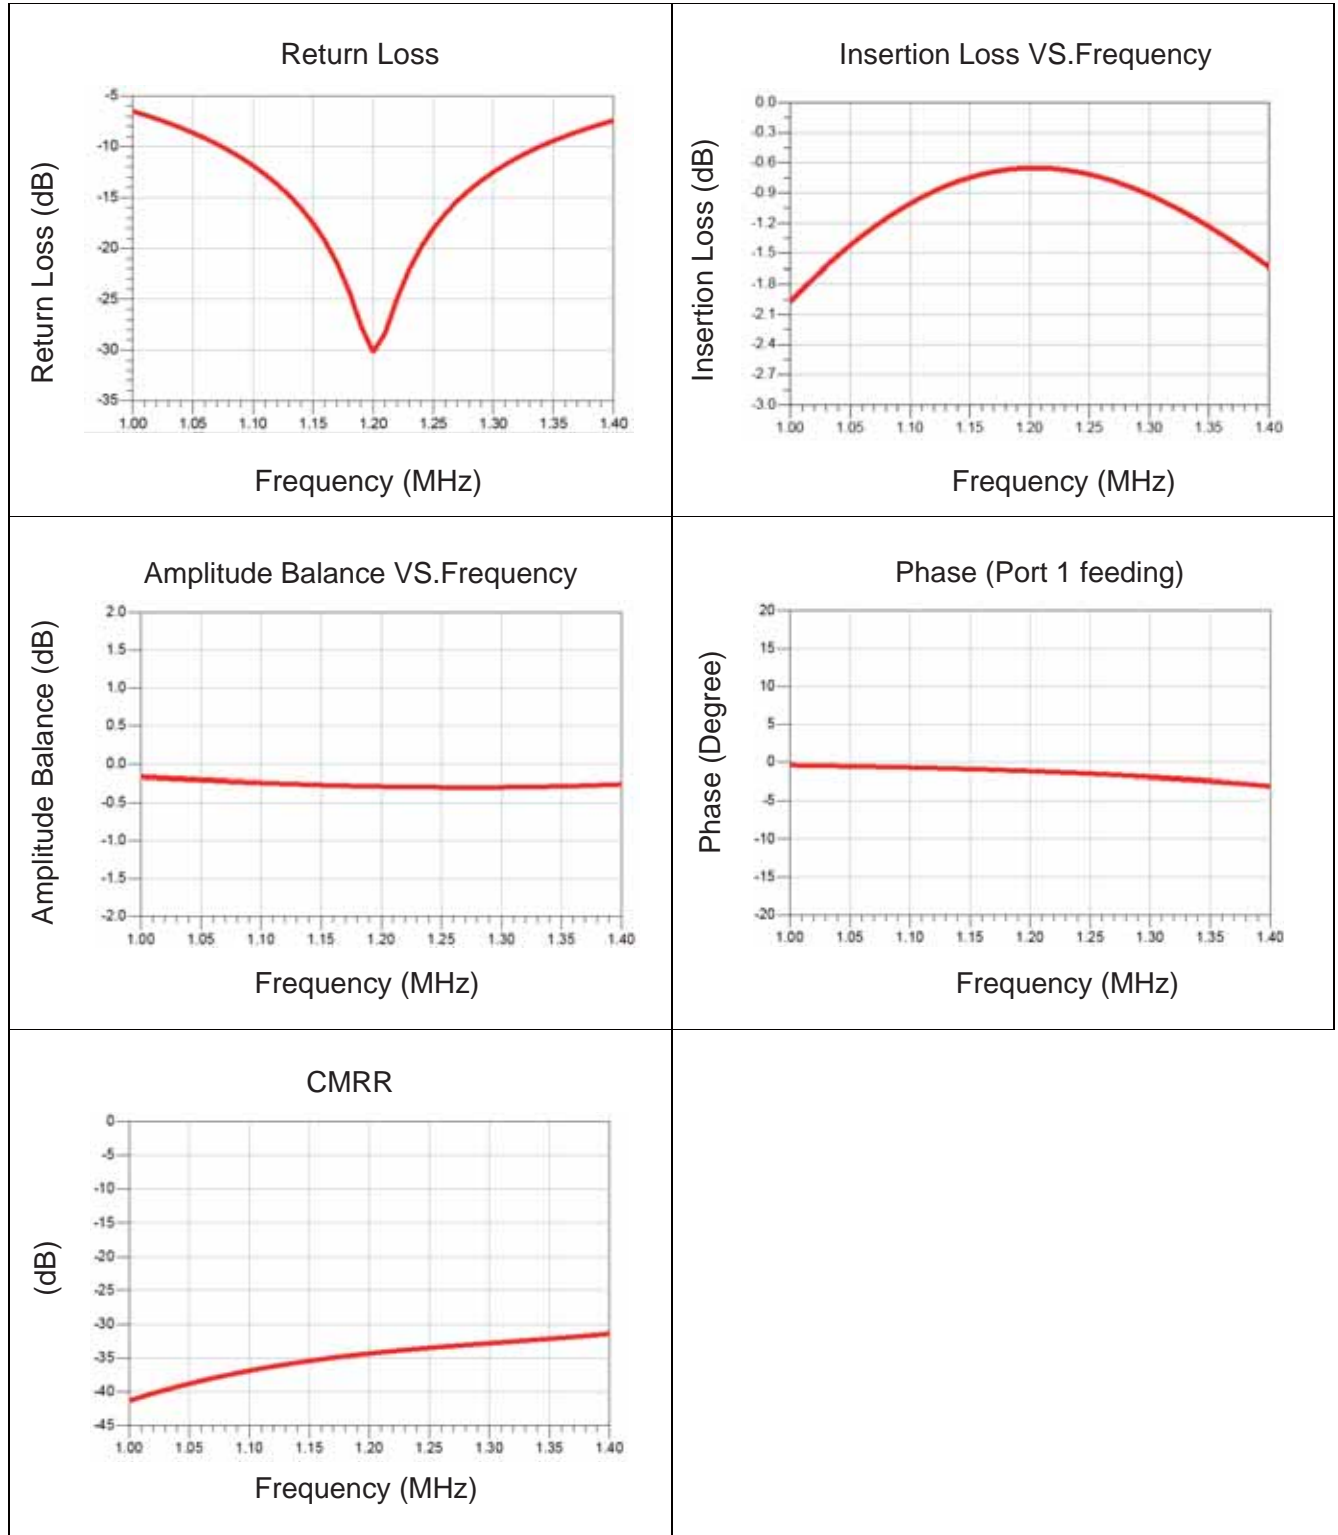 Return Loss
Return Loss (dB)
-5
-10
-15
-20
-25
-30
-35
1.00 1.05 1.10 1.15 1.20 1.25 1.30 1.35 1.40
Frequency (MHz)
Insertion Loss VS.Frequency
Insertion Loss (dB)
0.0
-0.3
-0.6
-0.9
-1.2
-1.5
-1.8
-2.1
-2.4
-2.7
-3.0
1.00 1.05 1.10 1.15 1.20 1.25 1.30 1.35 1.40
Frequency (MHz)
Amplitude Balance VS.Frequency
Amplitude Balance (dB)
2.0
1.5
1.0
0.5
0.0
-0.5
-1.0
-1.5
-2.0
1.00 1.05 1.10 1.15 1.20 1.25 1.30 1.35 1.40
Frequency (MHz)
Phase (Port 1 feeding)
Phase (Degree)
20
15
10
5
0
-5
-10
-15
-20
1.00 1.05 1.10 1.15 1.20 1.25 1.30 1.35 1.40
Frequency (MHz)
CMRR
(dB)
0
-5
-10
-15
-20
-25
-30
-35
-40
-45
1.00 1.05 1.10 1.15 1.20 1.25 1.30 1.35 1.40
Frequency (MHz)